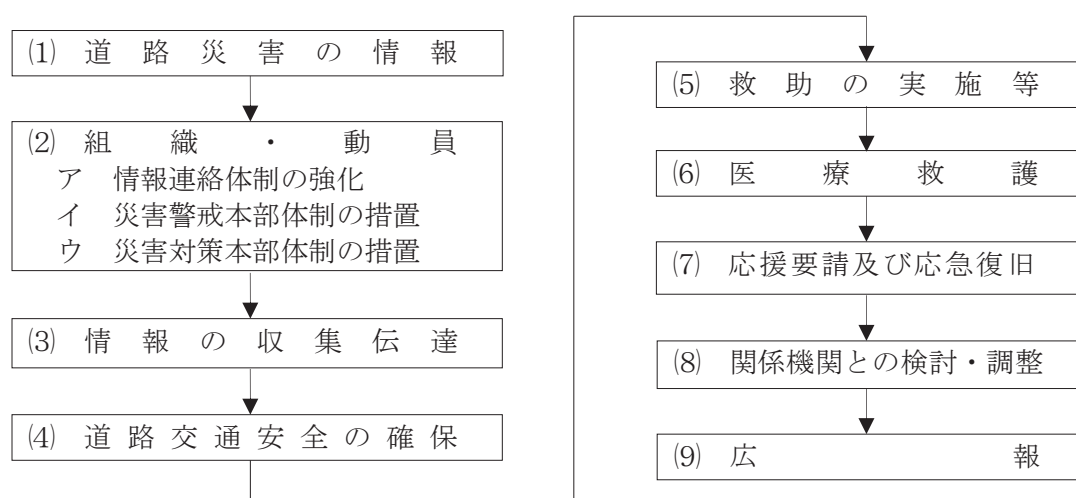 ⑴ 道路災害の情報
⑵ 組織・動員
ア 情報連絡体制の強化
イ 災害警戒本部体制の措置
ウ 災害対策本部体制の措置
⑶ 情報の収集伝達
⑷ 道路交通安全の確保
⑸ 救助の実施等
⑹ 医療救護
⑺ 応援要請及び応急復旧
⑻ 関係機関との検討・調整
⑼ 広報